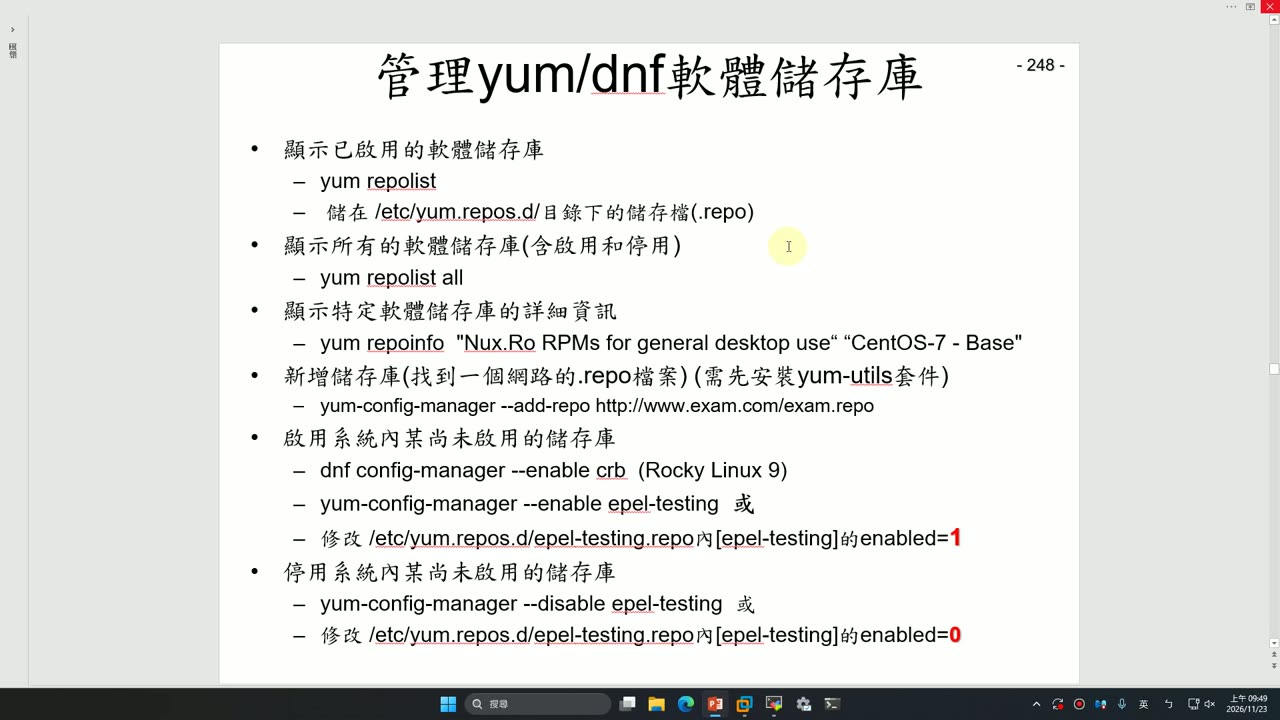 縮圖
管理yum/dnf軟體儲存庫
- 248 -
• 顯示已啟用的軟體儲存庫
– yum repolist
– 儲在 /etc/yum.repos.d/目錄下的儲存檔(.repo)
• 顯示所有的軟體儲存庫(含啟用和停用)
– yum repolist all
• 顯示特定軟體儲存庫的詳細資訊
– yum repoinfo "Nux.Ro RPMs for general desktop use“ “CentOS-7 - Base"
• 新增儲存庫(找到一個網路的.repo檔案) (需先安裝yum-utils套件)
– yum-config-manager --add-repo http://www.exam.com/exam.repo
• 啟用系統內某尚未啟用的儲存庫
– dnf config-manager --enable crb (Rocky Linux 9)
– yum-config-manager --enable epel-testing 或
– 修改 /etc/yum.repos.d/epel-testing.repo內[epel-testing]的enabled=1
• 停用系統內某尚未啟用的儲存庫
– yum-config-manager --disable epel-testing 或
– 修改 /etc/yum.repos.d/epel-testing.repo內[epel-testing]的enabled=0
搜尋
英
ㄅ
上午 09:49
2026/11/23